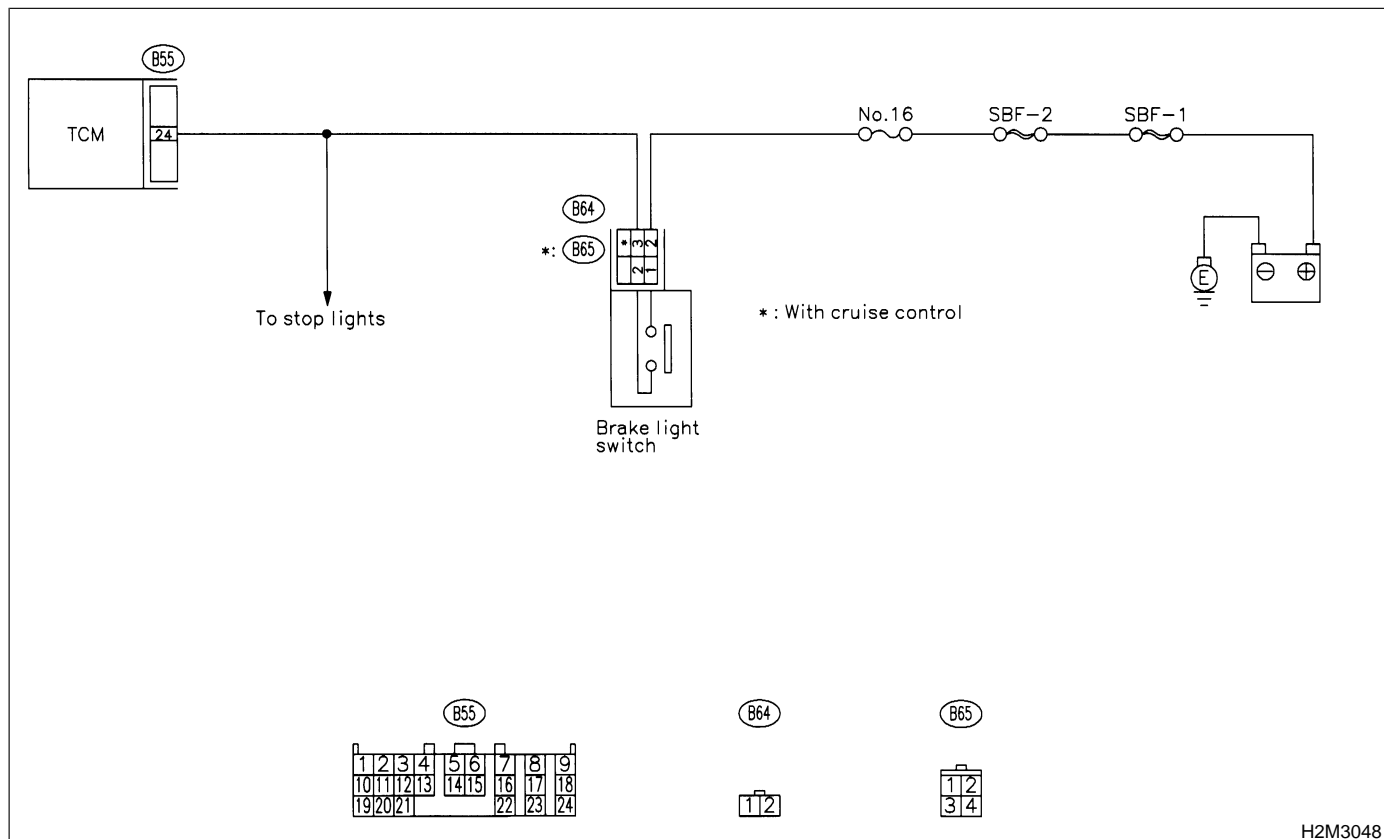 B55
TCM
24
No.16
SBF-2
SBF-1
B64
*: B65
* 3 2
2 1
E
⊖ ⊕
To stop lights
* : With cruise control
Brake light
switch
B55
B64
B65
1 2 3 4 5 6 7 8 9
10 11 12 13 14 15 16 17 18
19 20 21 22 23 24
1 2
1 2
3 4
H2M3048